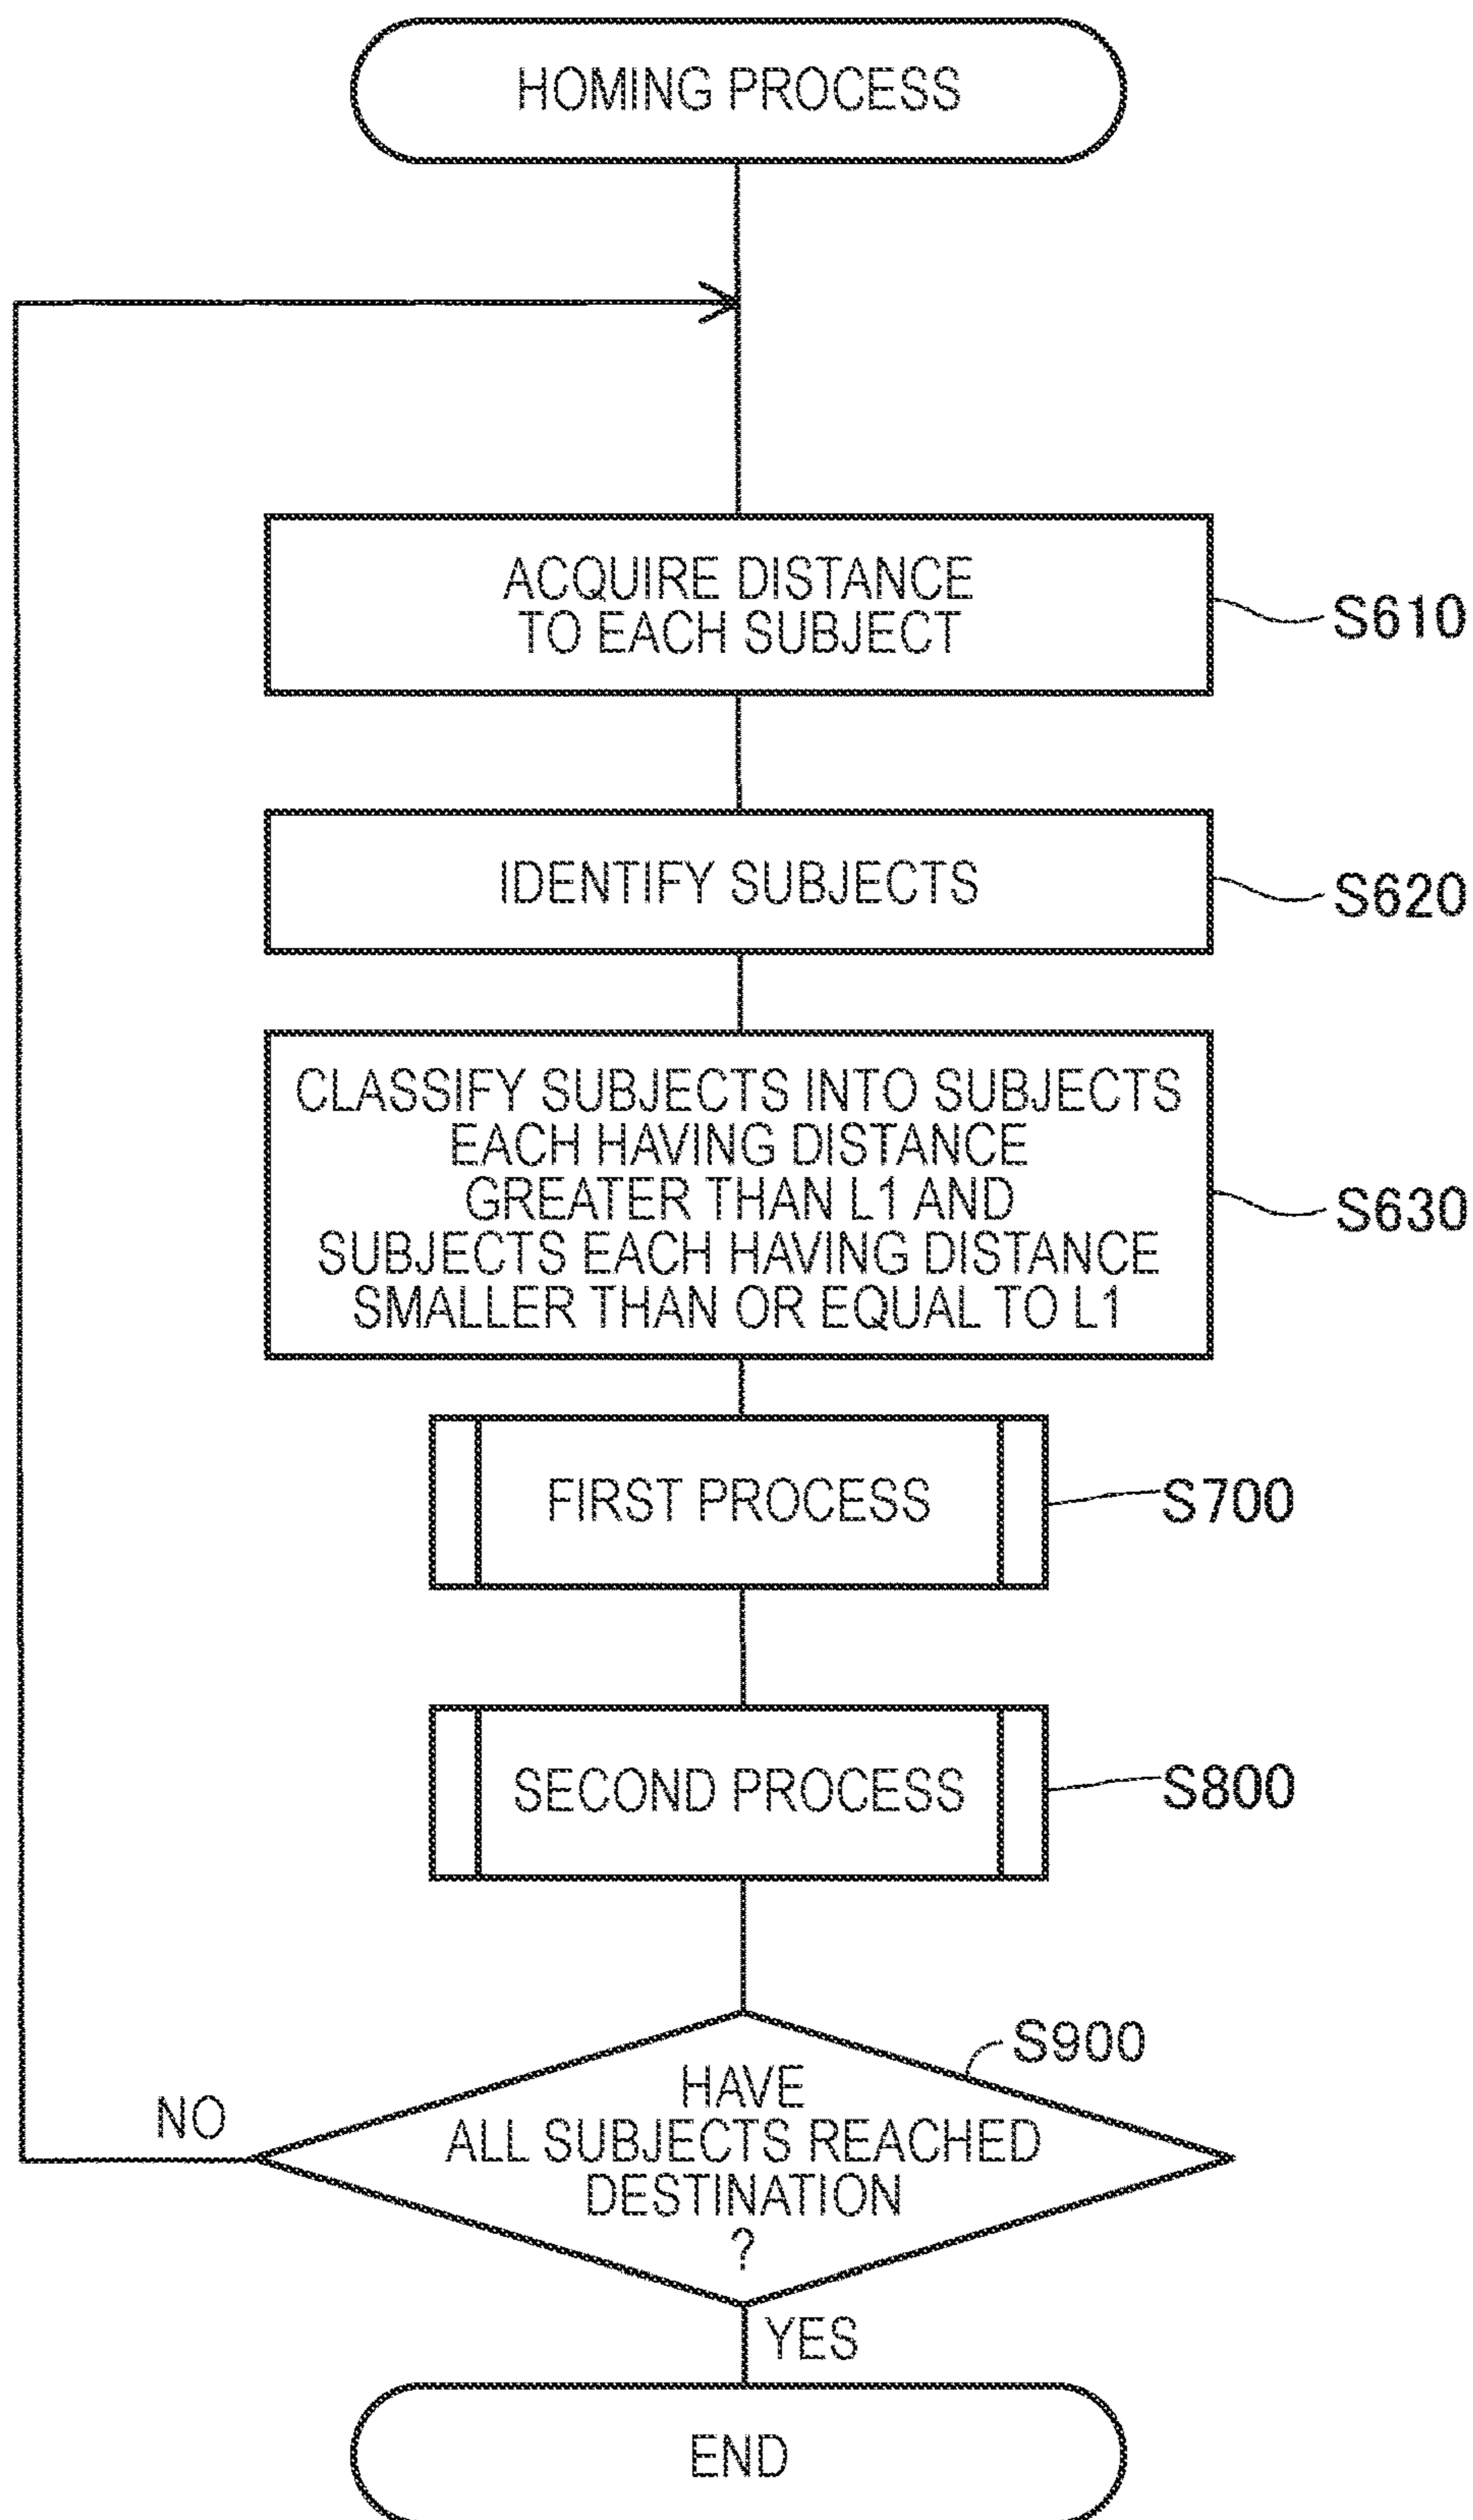 HOMING PROCESS
ACQUIRE DISTANCE
TO EACH SUBJECT
S610
IDENTIFY SUBJECTS
S620
CLASSIFY SUBJECTS INTO SUBJECTS
EACH HAVING DISTANCE
GREATER THAN L1 AND
SUBJECTS EACH HAVING DISTANCE
SMALLER THAN OR EQUAL TO L1
S630
FIRST PROCESS
S700
SECOND PROCESS
S800
S900
HAVE
ALL SUBJECTS REACHED
DESTINATION
?
NO
YES
END